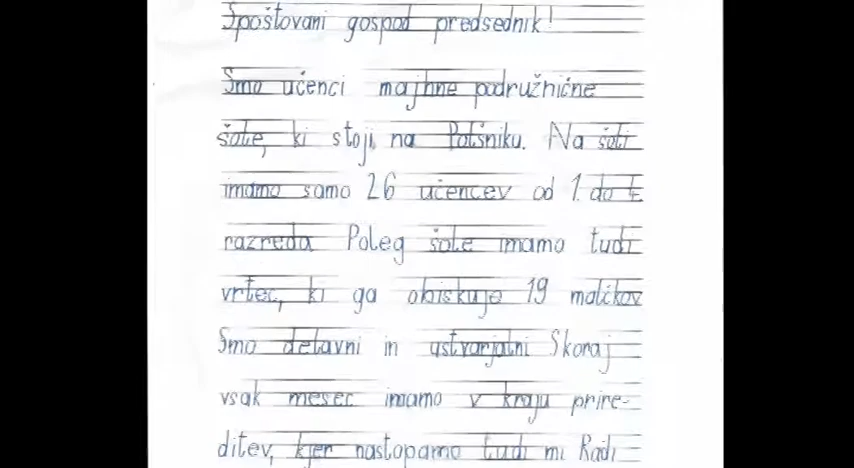 Spoštovani gospod predsednik!
Smo učenci majhne podružnične
šole, ki stoji na Polšniku. Na šoli
imamo samo 26 učencev od 1. do 4.
razreda Poleg šole imamo tudi
vrtec, ki ga obiskuje 19 malčkov
Smo delavni in ustvarjalni Skoraj
vsak mesec imamo v kraju prire-
ditev, kjer nastopamo tudi mi Radi